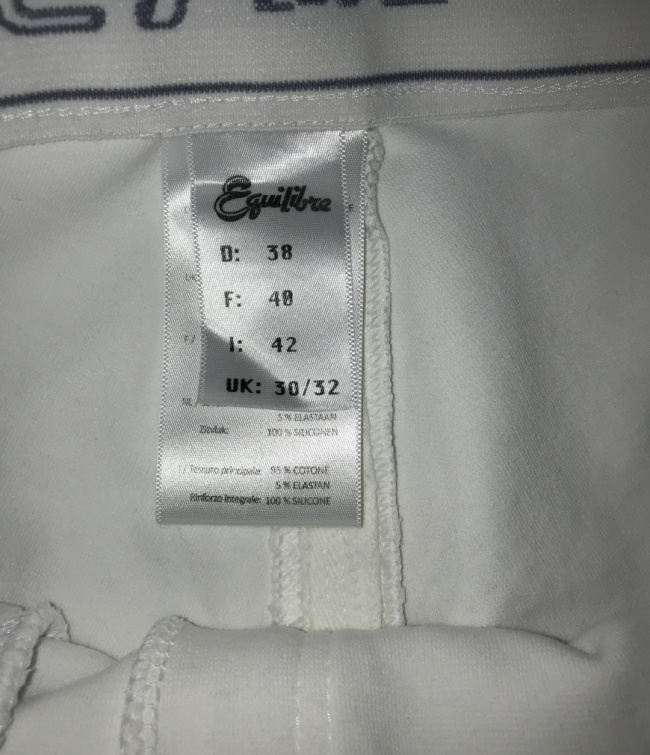 Equilibre
D: 38
F: 40
I: 42
UK: 30/32
5 % ELASTAAN
Zitvlak: 100 % SILICONEN
I / Tessuto principale: 95 % COTONE
5 % ELASTAN
Rinforzo integrale: 100 % SILICONE